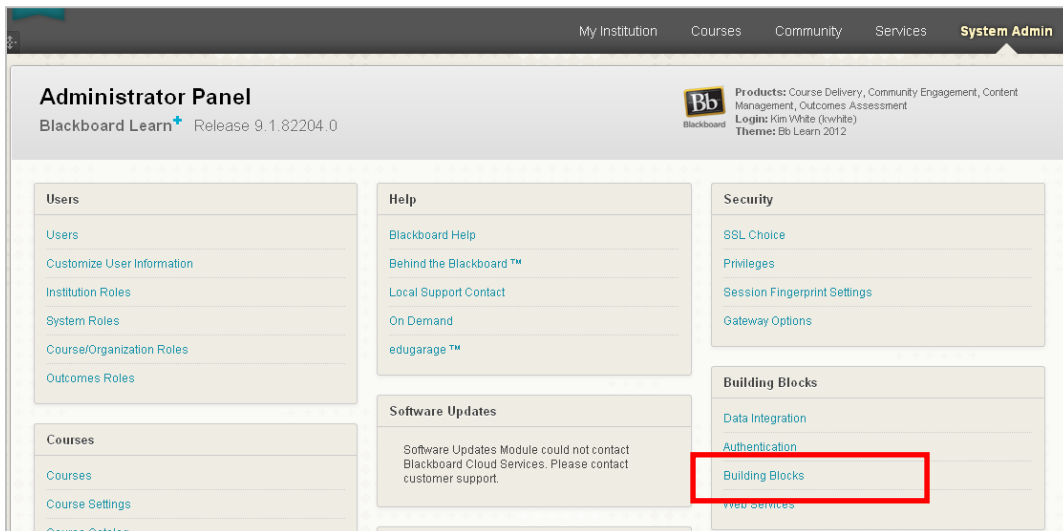 My Institution Courses Community Services System Admin
Administrator Panel
Blackboard Learn+ Release 9.1.82204.0
Bb
Blackboard
Products: Course Delivery, Community Engagement, Content
Management, Outcomes Assessment
Login: Kim White (kwhite)
Theme: Bb Learn 2012
Users
Users
Customize User Information
Institution Roles
System Roles
Course/Organization Roles
Outcomes Roles
Courses
Courses
Course Settings
Course Catalog
Help
Blackboard Help
Behind the Blackboard ™
Local Support Contact
On Demand
edugarage ™
Software Updates
Software Updates Module could not contact
Blackboard Cloud Services. Please contact
customer support.
Security
SSL Choice
Privileges
Session Fingerprint Settings
Gateway Options
Building Blocks
Data Integration
Authentication
Building Blocks
Web Services